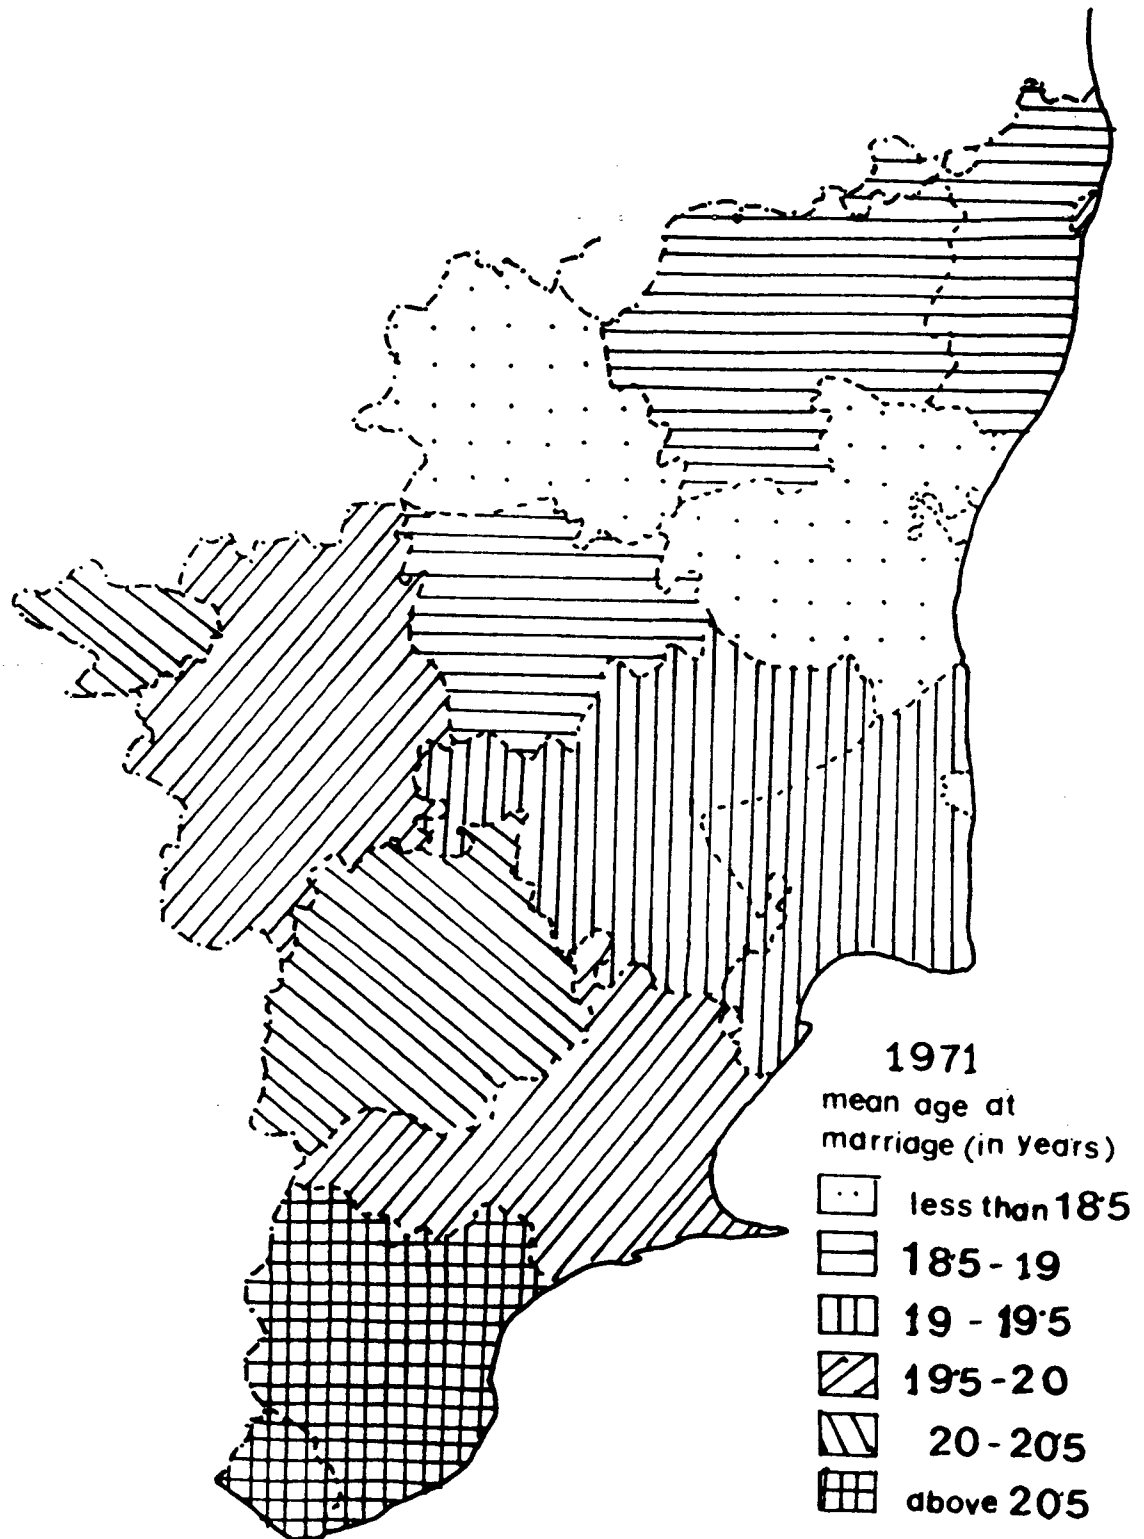 1971
mean age at
marridge (in years)
less than 18·5
18·5 - 19
19 - 19·5
19·5 - 20
20 - 20·5
above 20·5